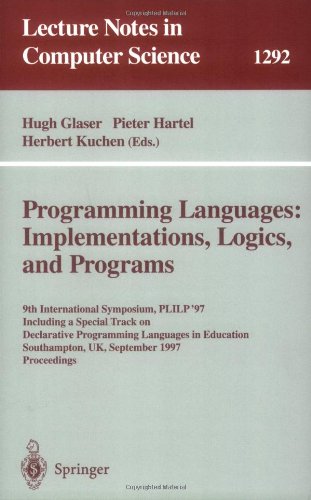 Lecture Notes in
Computer Science 1292
Hugh Glaser Pieter Hartel
Herbert Kuchen (Eds.)
Programming Languages:
Implementations, Logics,
and Programs
9th International Symposium, PLILP '97
Including a Special Track on
Declarative Programming Languages in Education
Southampton, UK, September 1997
Proceedings
Springer